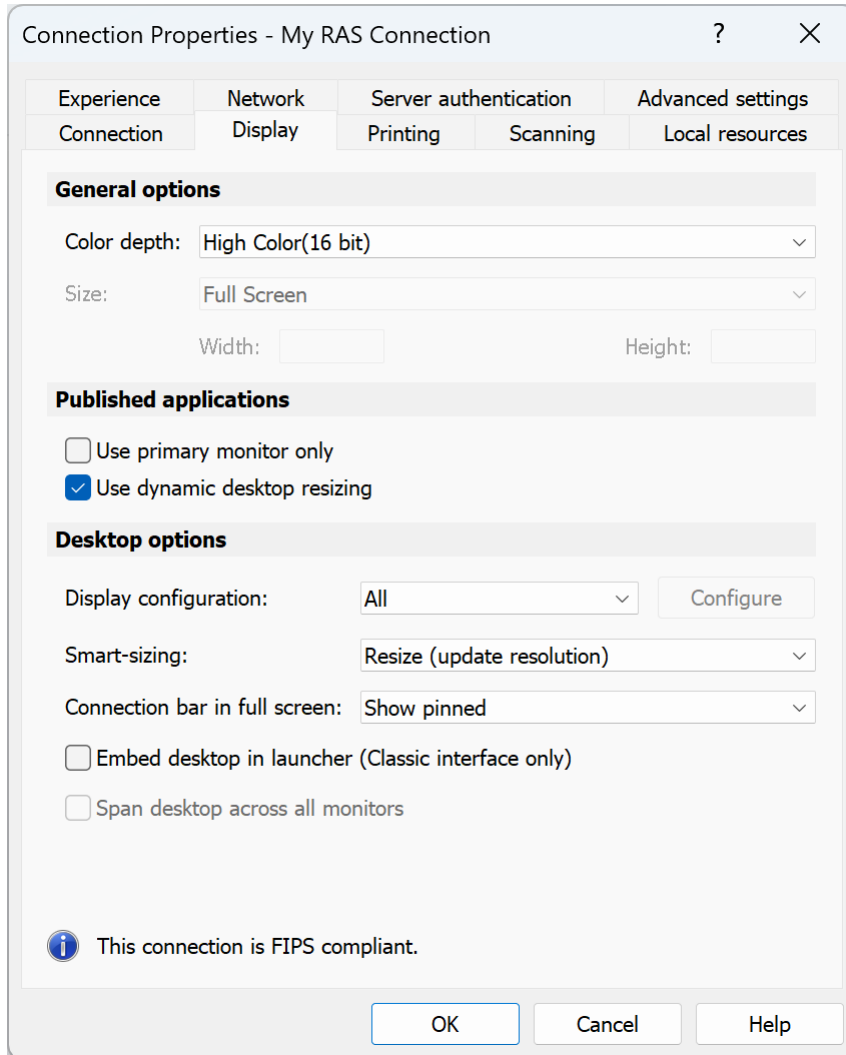 Connection Properties - My RAS Connection ?
Experience Network Server authentication Advanced settings
Connection Display Printing Scanning Local resources
General options
Color depth: High Color(16 bit)
Size: Full Screen
Width: Height:
Published applications
Use primary monitor only
Use dynamic desktop resizing
Desktop options
Display configuration: All Configure
Smart-sizing: Resize (update resolution)
Connection bar in full screen: Show pinned
Embed desktop in launcher (Classic interface only)
Span desktop across all monitors
This connection is FIPS compliant.
OK Cancel Help